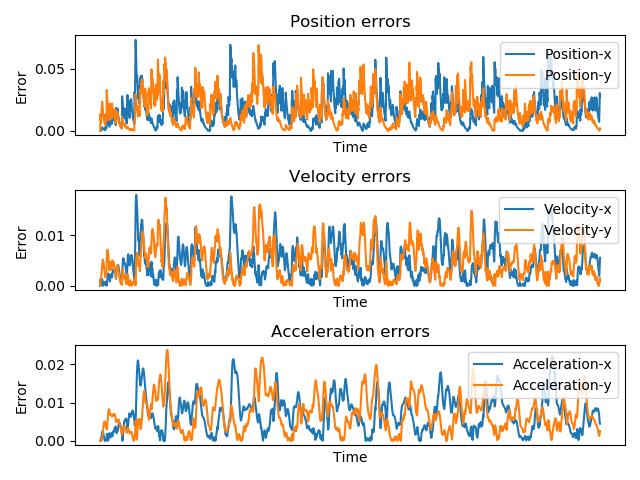 Position errors
0.05
0.00
Error
Position-x
Position-y
Time
Velocity errors
0.01
0.00
Error
Velocity-x
Velocity-y
Time
Acceleration errors
0.02
0.01
0.00
Error
Acceleration-x
Acceleration-y
Time